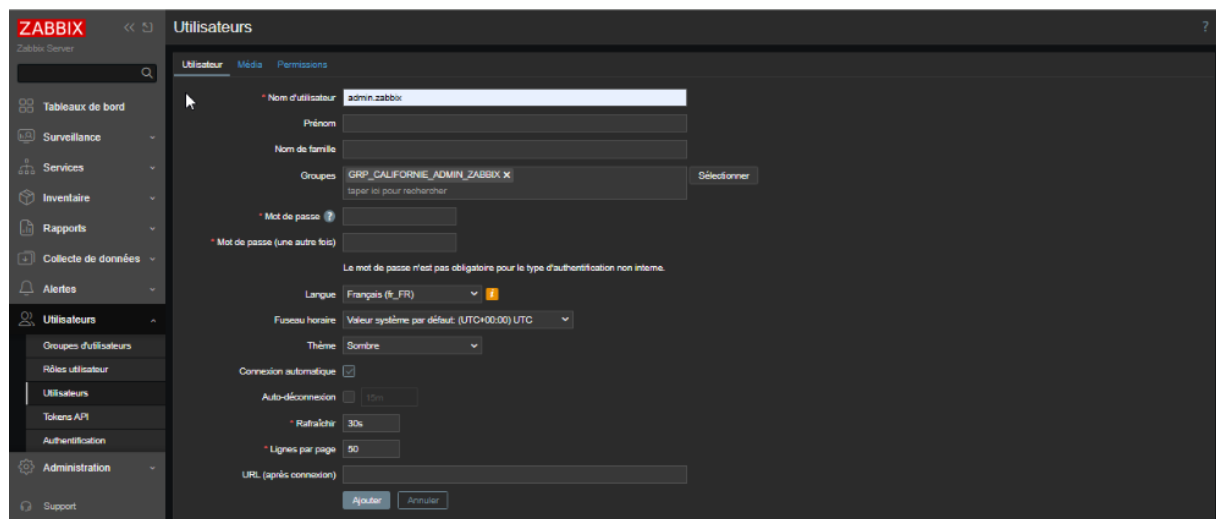 ZABBIX
Zabbix Server
Tableaux de bord
Surveillance
Services
Inventaire
Rapports
Collecte de données
Alertes
Utilisateurs
Groupes d'utilisateurs
Rôles utilisateur
Utilisateurs
Tokens API
Authentification
Administration
Support
Utilisateurs
?
Utilisateur Média Permissions
* Nom d'utilisateur admin.zabbix
Prénom
Nom de famille
Groupes GRP_CALIFORNIE_ADMIN_ZABBIX Sélectionner
taper ici pour rechercher
* Mot de passe ?
* Mot de passe (une autre fois)
Le mot de passe n'est pas obligatoire pour le type d'authentification non interne.
Langue Français (fr_FR) i
Fuseau horaire Valeur système par défaut: (UTC+00:00) UTC
Thème Sombre
Connexion automatique
Auto-déconnexion 15m
* Rafraîchir 30s
* Lignes par page 50
URL (après connexion)
Ajouter Annuler